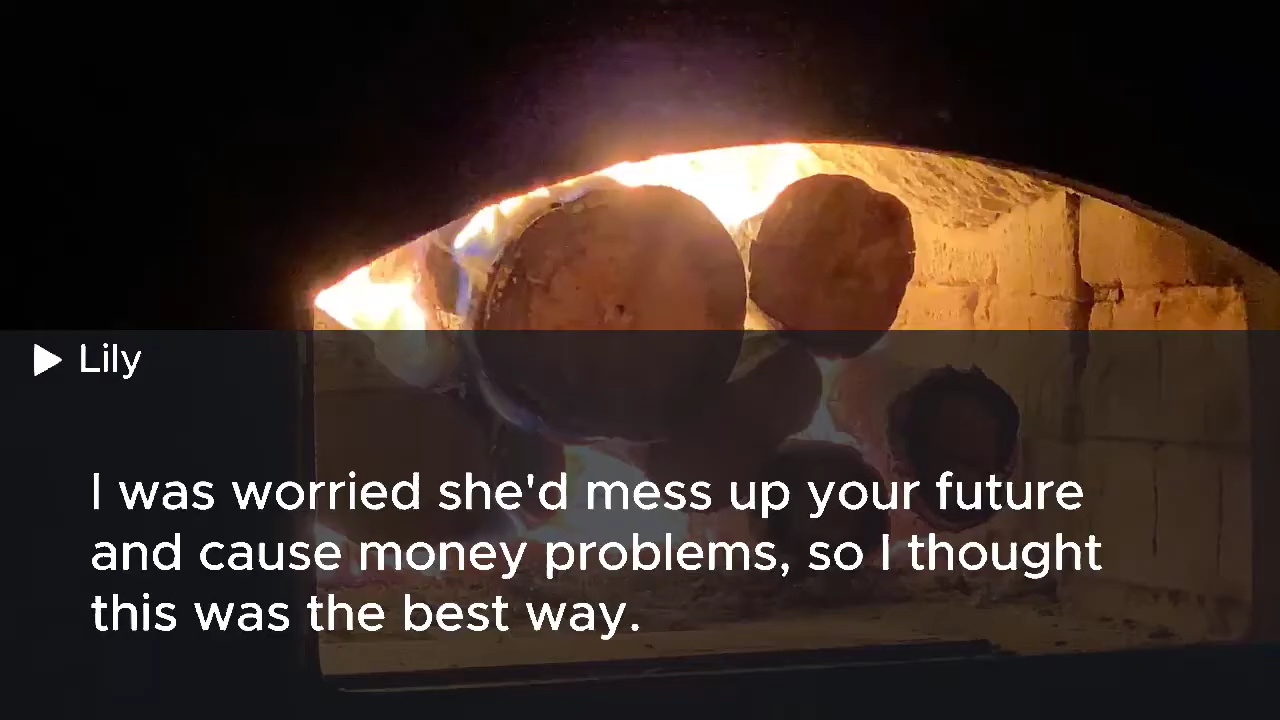 Lily
I was worried she'd mess up your future
and cause money problems, so I thought
this was the best way.